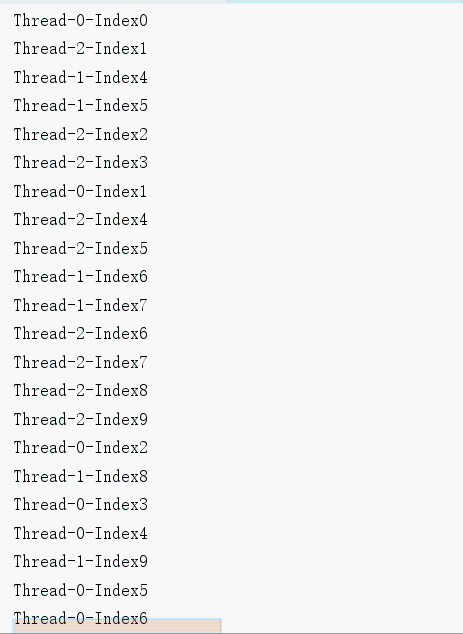 Thread-0-Index0
Thread-2-Index1
Thread-1-Index4
Thread-1-Index5
Thread-2-Index2
Thread-2-Index3
Thread-0-Index1
Thread-2-Index4
Thread-2-Index5
Thread-1-Index6
Thread-1-Index7
Thread-2-Index6
Thread-2-Index7
Thread-2-Index8
Thread-2-Index9
Thread-0-Index2
Thread-1-Index8
Thread-0-Index3
Thread-0-Index4
Thread-1-Index9
Thread-0-Index5
Thread-0-Index6